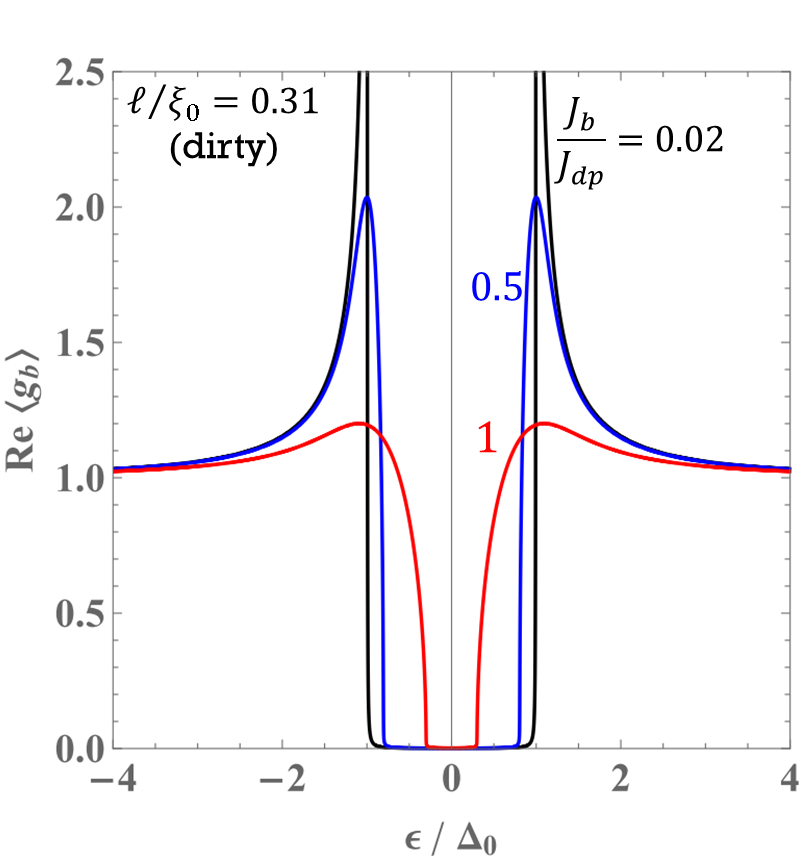 2.5
ℓ/ξ₀ = 0.31
(dirty)
J_b/J_dp = 0.02
2.0
0.5
1.5
1
1.0
0.5
0.0
−4
−2
0
2
4
Re ⟨g_b⟩
ϵ / Δ₀